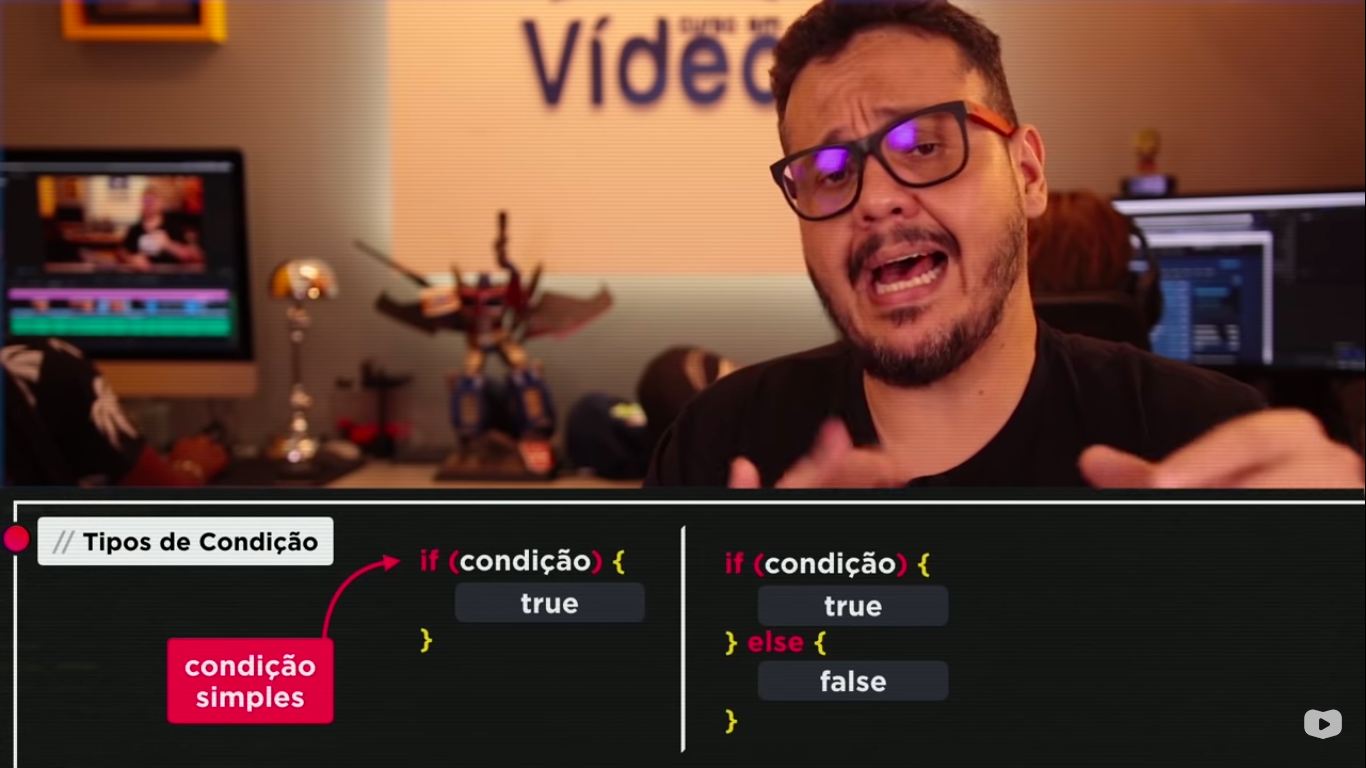 curso em
Vídeo
// Tipos de Condição
condição
simples
if (condição) {
true
}
if (condição) {
true
} else {
false
}